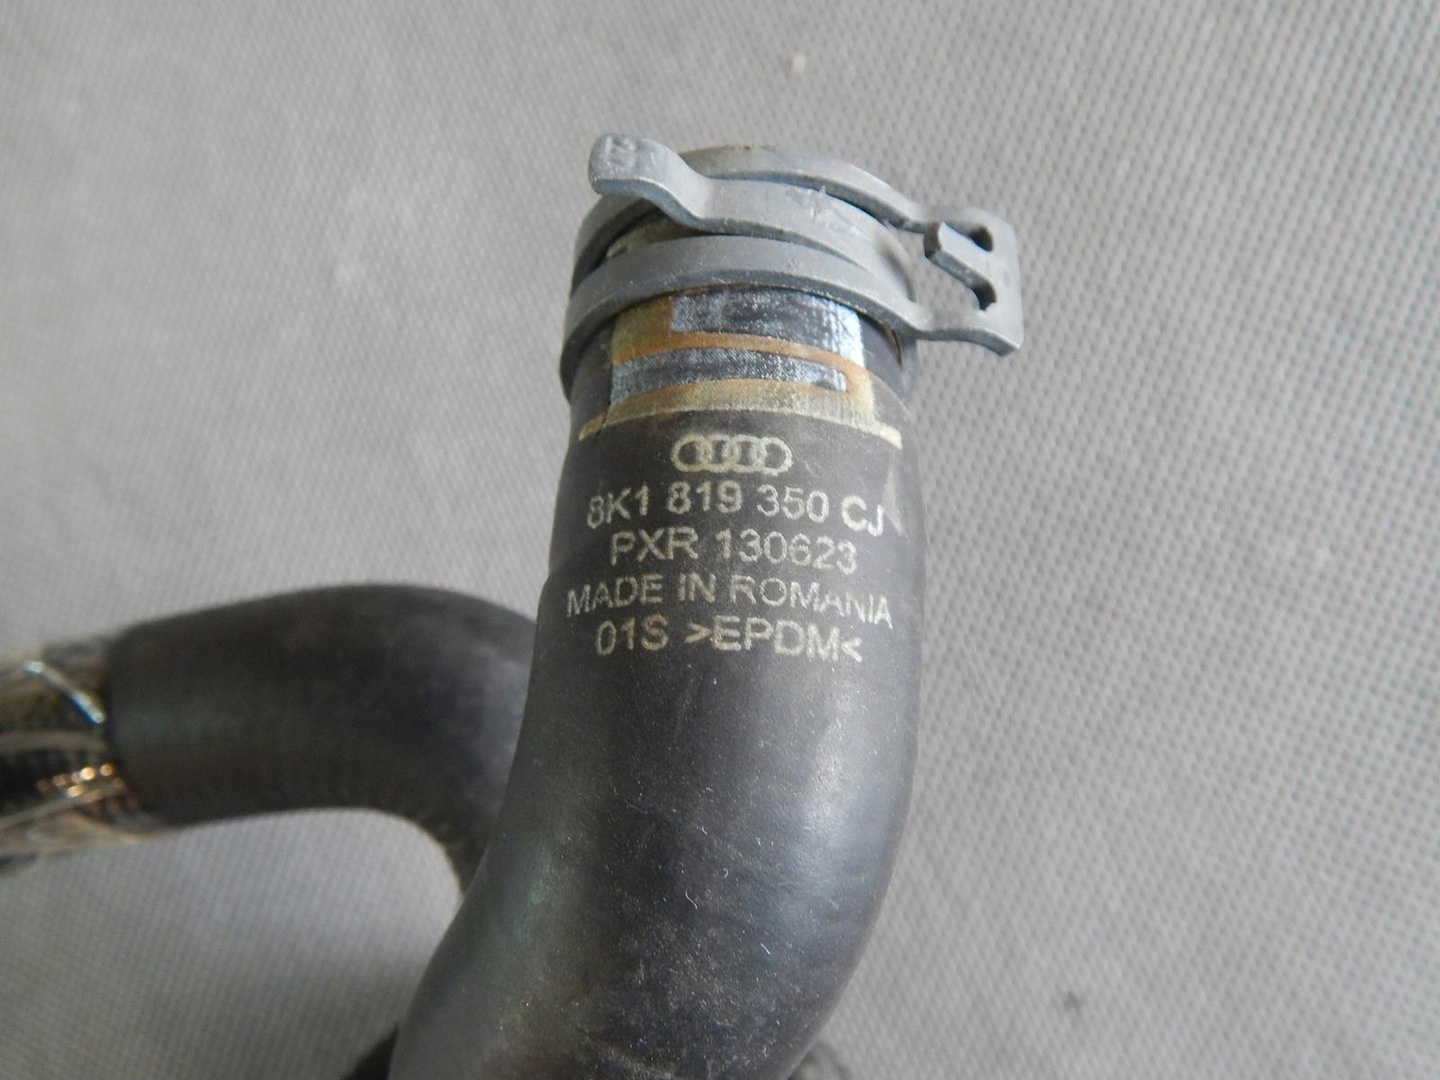 8K1 819 350 CJ
PXR 130623
MADE IN ROMANIA
01S >EPDM<